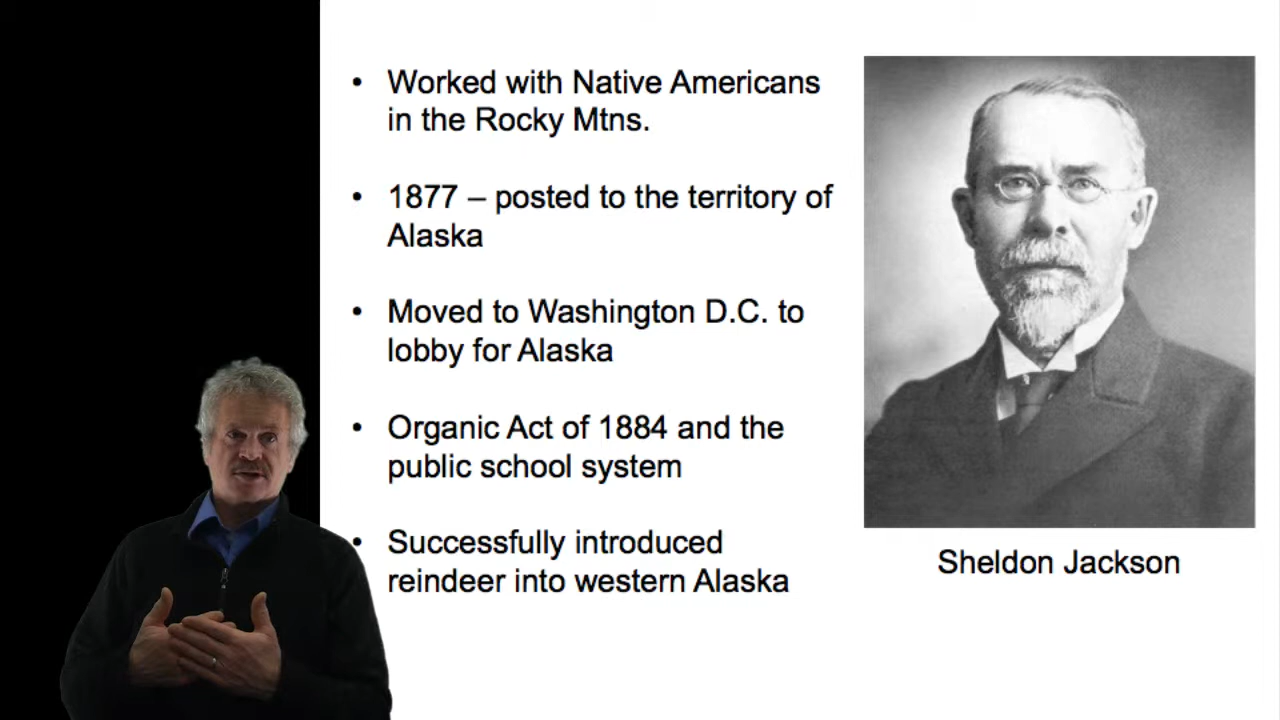 • Worked with Native Americans
in the Rocky Mtns.
• 1877 – posted to the territory of
Alaska
• Moved to Washington D.C. to
lobby for Alaska
• Organic Act of 1884 and the
public school system
• Successfully introduced
reindeer into western Alaska
Sheldon Jackson